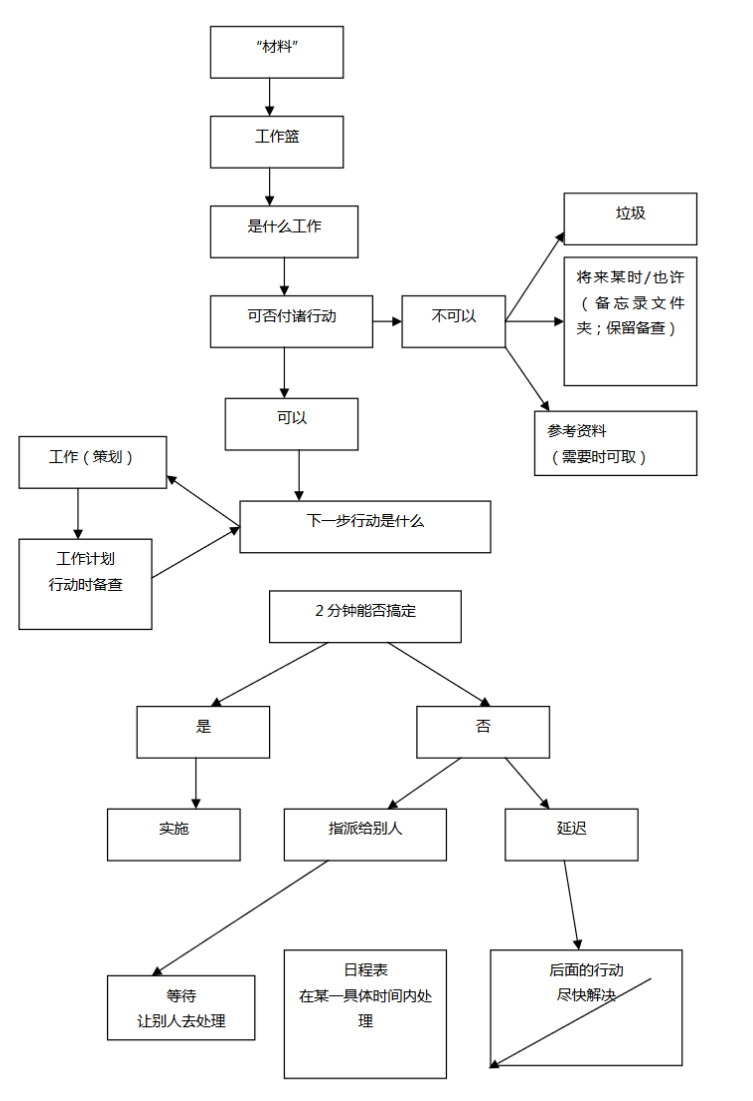 “材料”
工作篮
是什么工作
垃圾
将来某时/也许
（备忘录文件
夹；保留备查）
可否付诸行动
不可以
可以
参考资料
（需要时可取）
工作（策划）
下一步行动是什么
工作计划
行动时备查
2 分钟能否搞定
是
否
实施
指派给别人
延迟
等待
让别人去处理
日程表
在某一具体时间内处
理
后面的行动
尽快解决